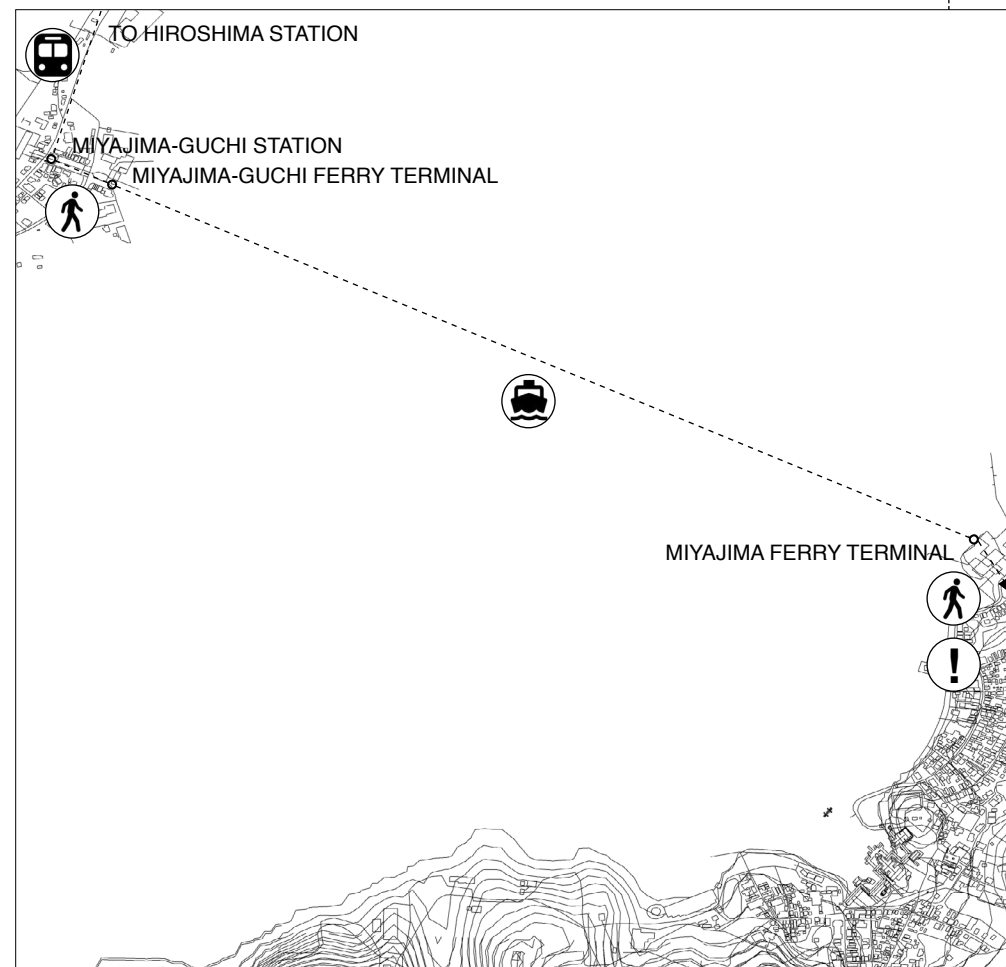 TO HIROSHIMA STATION
MIYAJIMA-GUCHI STATION
MIYAJIMA-GUCHI FERRY TERMINAL
MIYAJIMA FERRY TERMINAL
!